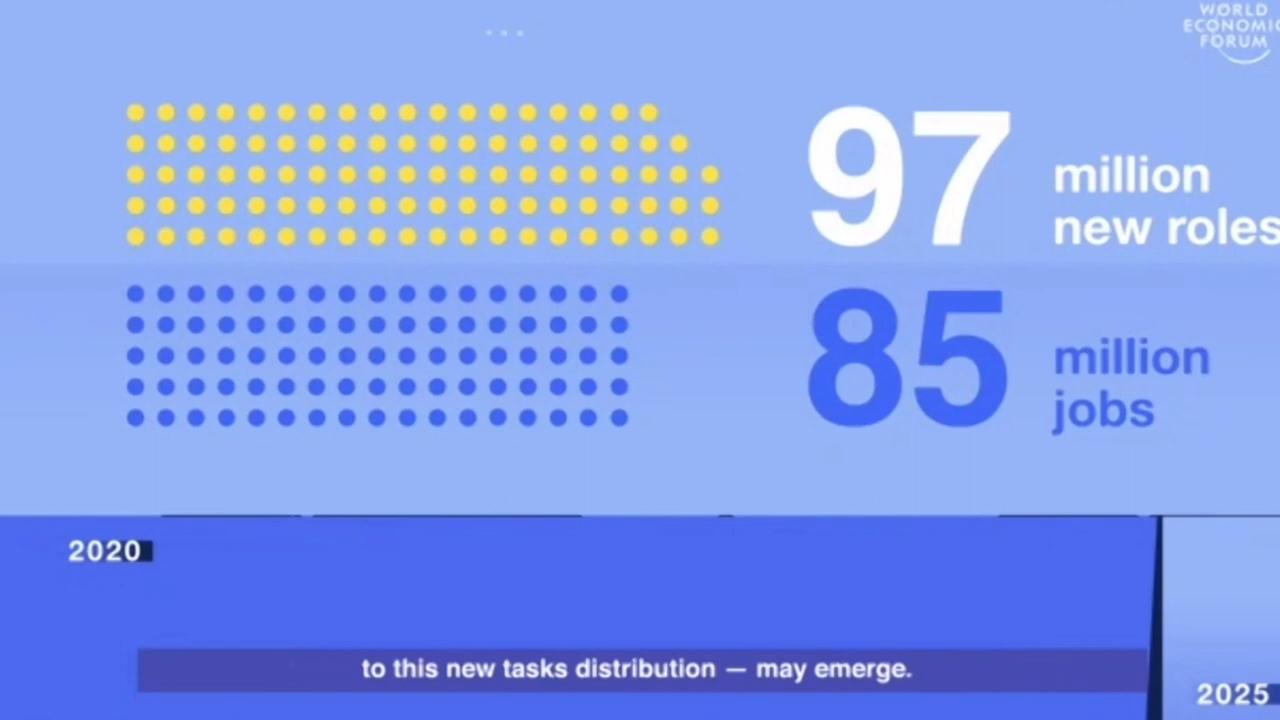 WORLD
ECONOMIC
FORUM
97 million
new roles
85 million
jobs
2020
to this new tasks distribution — may emerge.
2025